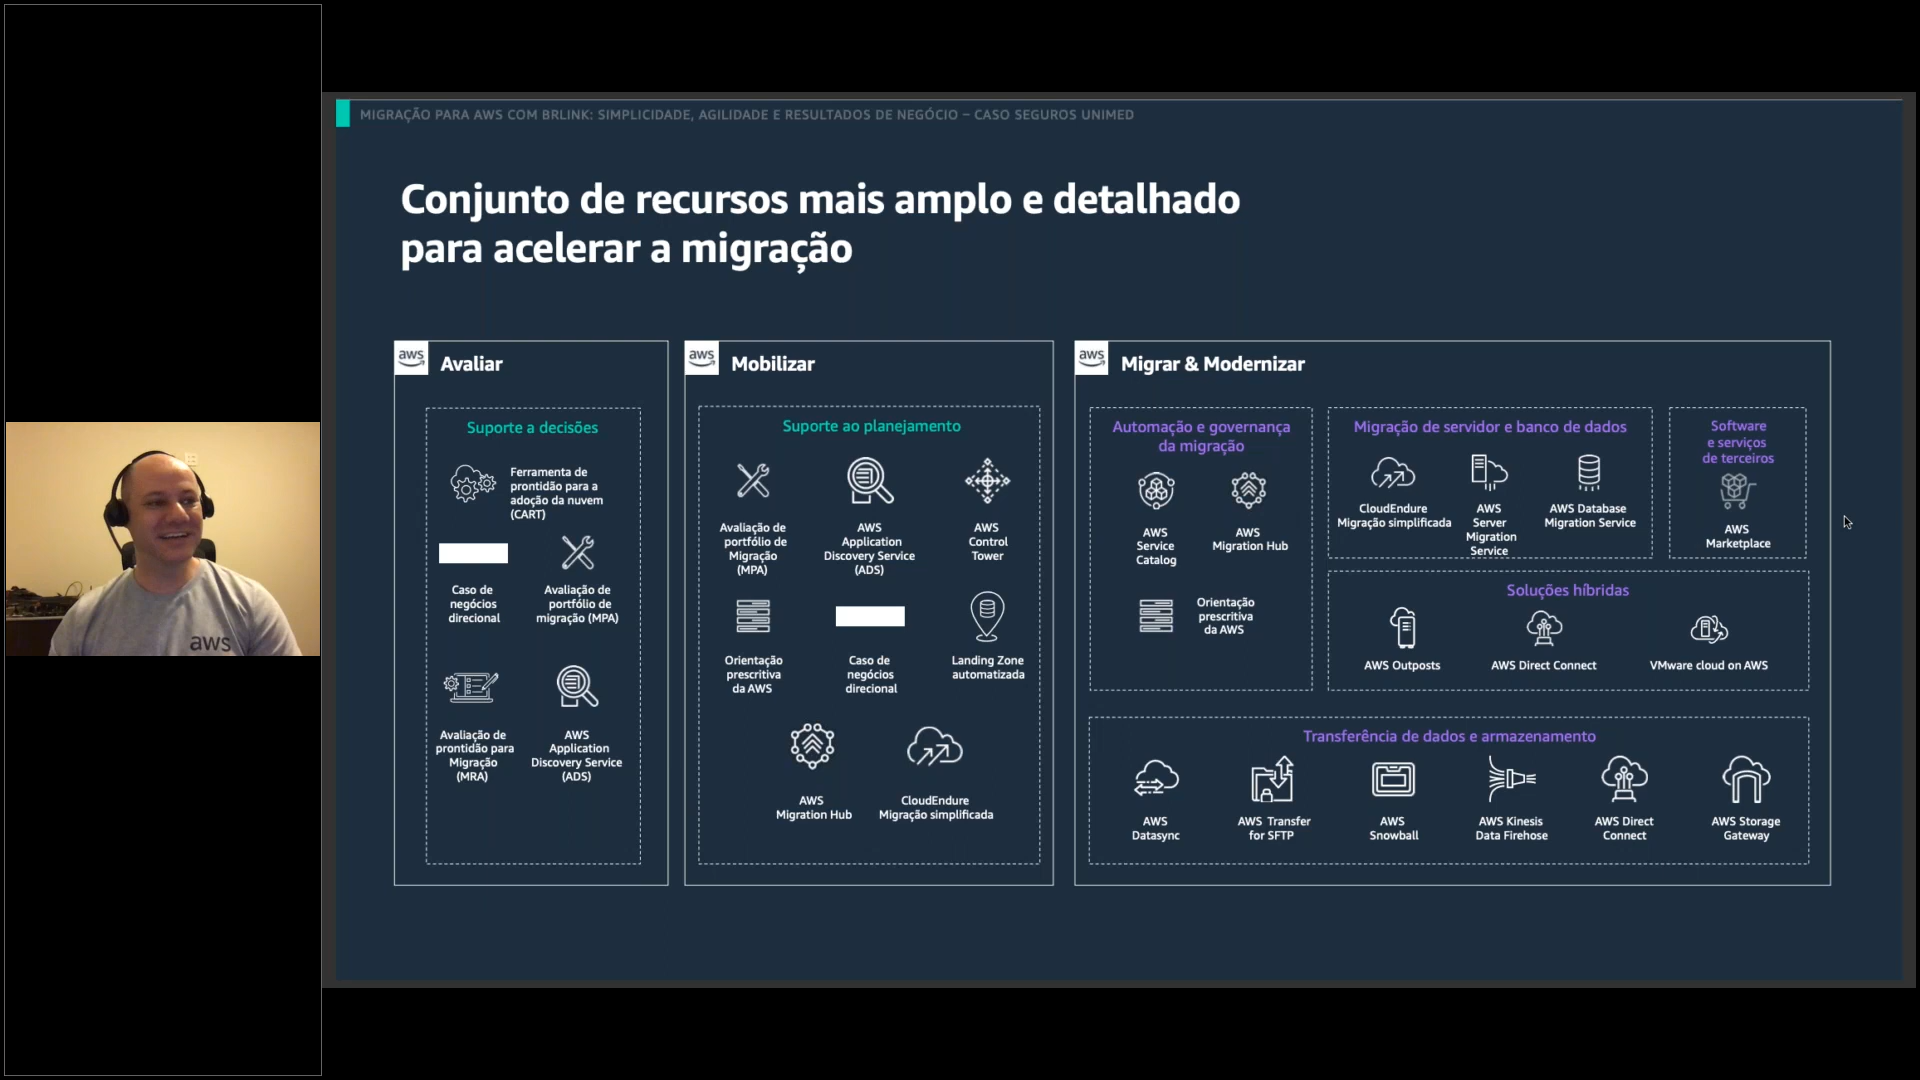 MIGRAÇÃO PARA AWS COM BRLINK: SIMPLICIDADE, AGILIDADE E RESULTADOS DE NEGÓCIO – CASO SEGUROS UNIMED
Conjunto de recursos mais amplo e detalhado
para acelerar a migração
aws
Avaliar
Suporte a decisões
Ferramenta de
prontidão para a
adoção da nuvem
(CART)
Caso de
negócios
direcional
Avaliação de
portfólio de
migração (MPA)
Avaliação de
prontidão para
Migração
(MRA)
AWS
Application
Discovery Service
(ADS)
aws
Mobilizar
Suporte ao planejamento
Avaliação de
portfólio de
Migração
(MPA)
AWS
Application
Discovery Service
(ADS)
AWS
Control
Tower
Orientação
prescritiva
da AWS
Caso de
negócios
direcional
Landing Zone
automatizada
AWS
Migration Hub
CloudEndure
Migração simplificada
aws
Migrar & Modernizar
Automação e governança
da migração
AWS
Service
Catalog
AWS
Migration Hub
Orientação
prescritiva
da AWS
Migração de servidor e banco de dados
CloudEndure
Migração simplificada
AWS
Server
Migration
Service
AWS Database
Migration Service
Software
e serviços
de terceiros
AWS
Marketplace
Soluções híbridas
AWS Outposts
AWS Direct Connect
VMware cloud on AWS
Transferência de dados e armazenamento
AWS
Datasync
AWS Transfer
for SFTP
AWS
Snowball
AWS Kinesis
Data Firehose
AWS Direct
Connect
AWS Storage
Gateway
aws